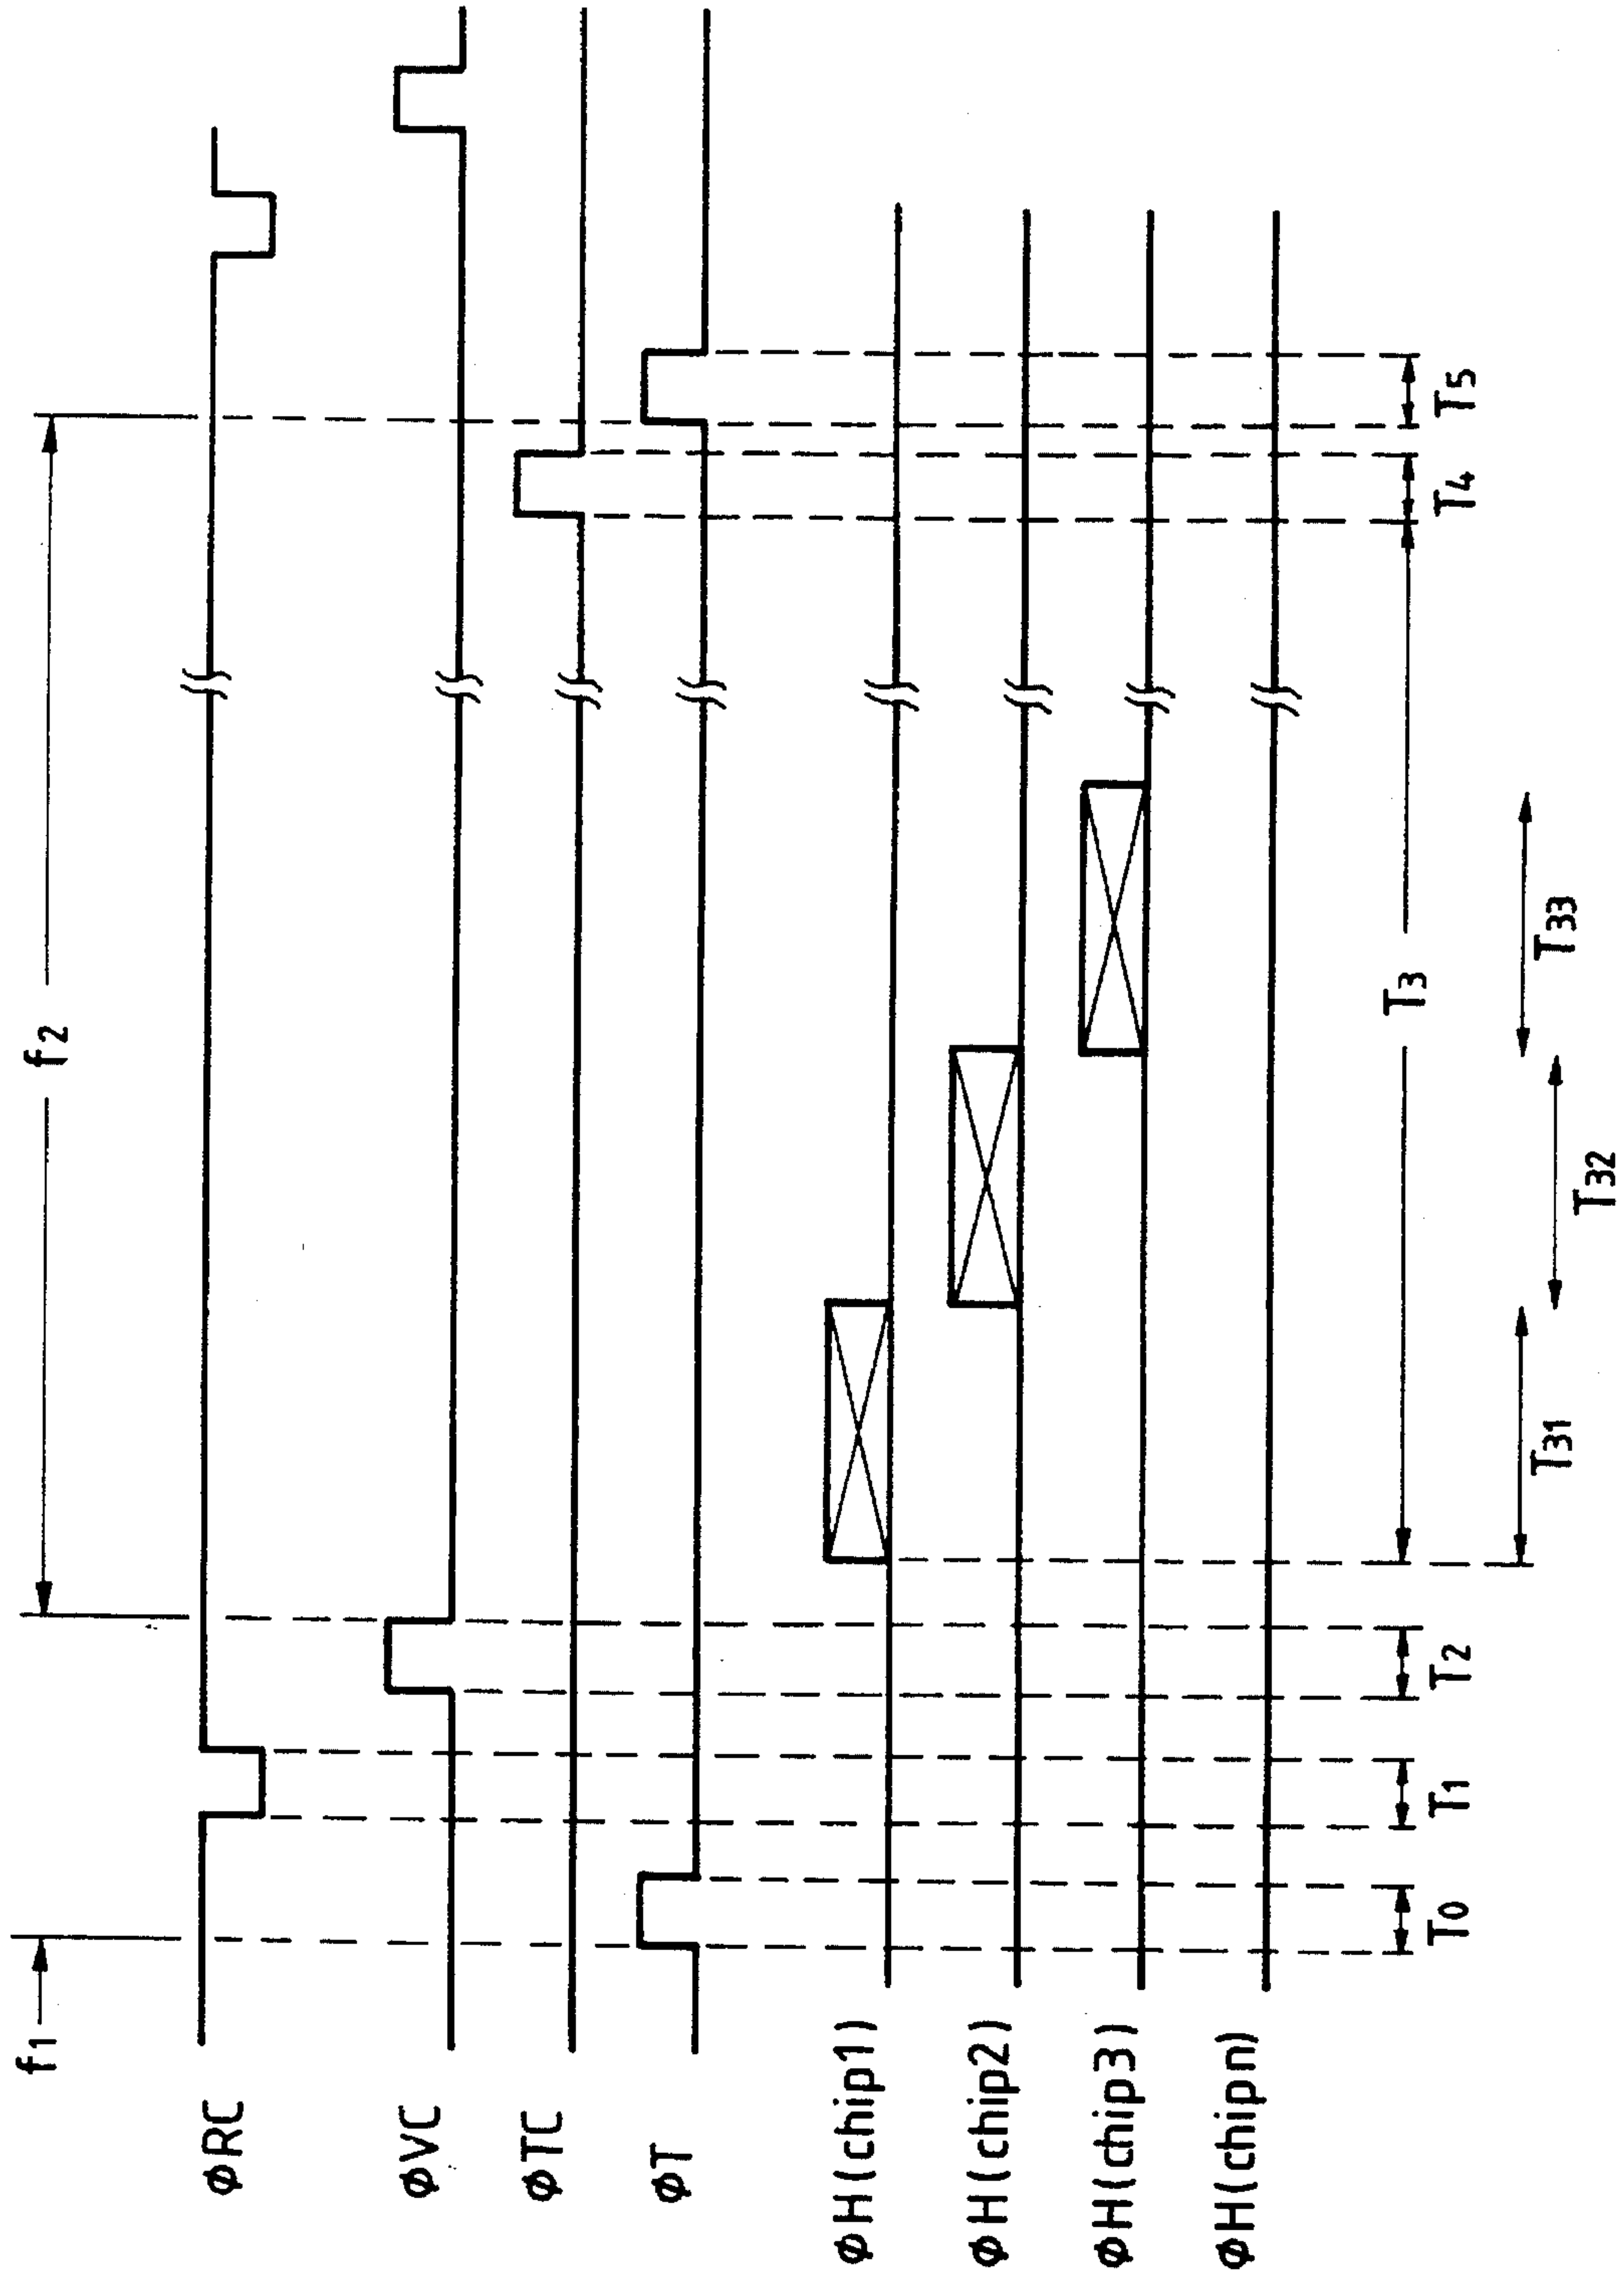 f1
f2
ΦRC
ΦVC
ΦTC
ΦT
ΦH(chip1)
ΦH(chip2)
ΦH(chip3)
ΦH(chipn)
T0
T1
T2
T3
T4
T5
T31
T32
T33